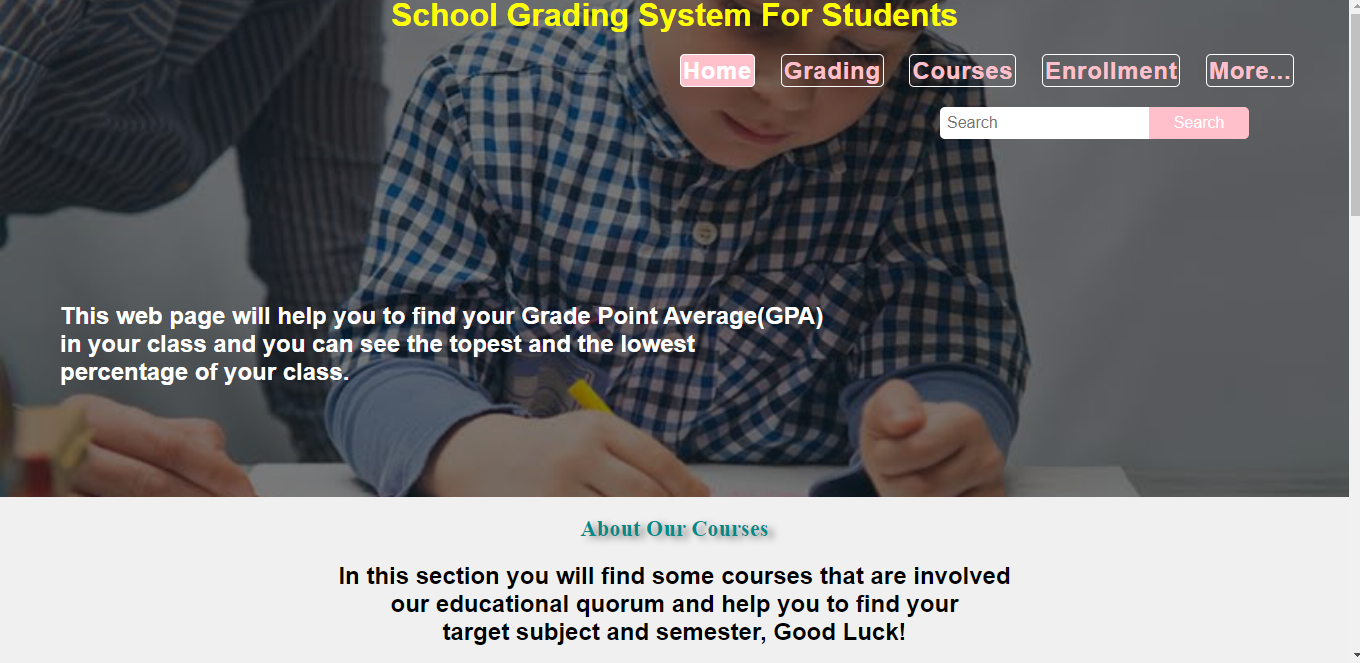 School Grading System For Students
Home Grading Courses Enrollment More...
Search Search
This web page will help you to find your Grade Point Average(GPA)
in your class and you can see the topest and the lowest
percentage of your class.
About Our Courses
In this section you will find some courses that are involved
our educational quorum and help you to find your
target subject and semester, Good Luck!